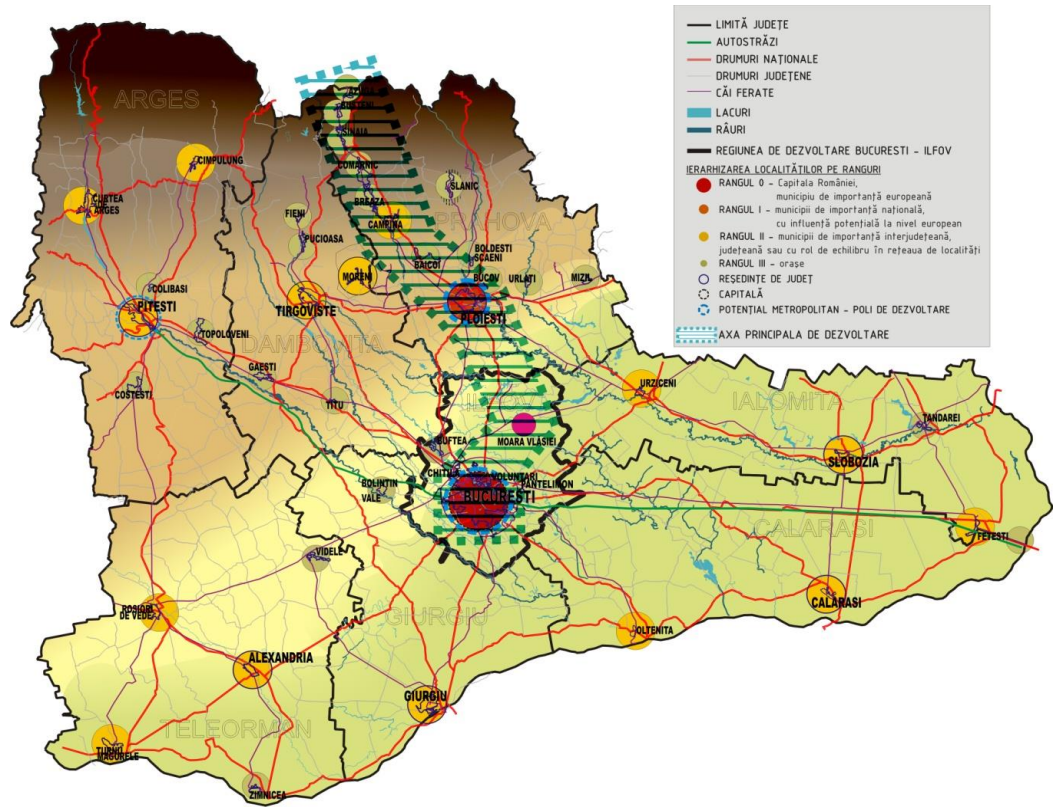 LIMITĂ JUDEȚE
AUTOSTRĂZI
DRUMURI NAȚIONALE
DRUMURI JUDEȚENE
CĂI FERATE
LACURI
RÂURI
REGIUNEA DE DEZVOLTARE BUCURESTI - ILFOV
IERARHIZAREA LOCALITĂȚILOR PE RANGURI
RANGUL 0 - Capitala României,
municipiu de importanță europeană
RANGUL I - municipii de importanță națională,
cu influență potențială la nivel european
RANGUL II - municipii de importanță interjudețeană,
județeană sau cu rol de echilibru în rețeaua de localități
RANGUL III - orașe
REȘEDINȚE DE JUDEȚ
CAPITALĂ
POTENȚIAL METROPOLITAN - POLI DE DEZVOLTARE
AXA PRINCIPALA DE DEZVOLTARE
ARGES
AZUGA
BUSTENI
SINAIA
CIMPULUNG
COMARNIC
SLANIC
CURTEA
DE
ARGES
BREAZA
FIENI
PRAHOVA
CAMPINA
PUCIOASA
BOLDESTI
SCAENI
BAICOI
MORENI
BUCOV
URLATI
MIZIL
COLIBASI
PITESTI
TIRGOVISTE
PLOIESTI
TOPOLOVENI
DAMBOVITA
GAESTI
COSTESTI
TITU
URZICENI
ILFOV
IALOMITA
TANDAREI
BUFTEA
MOARA VLASIEI
SLOBOZIA
CHITILA
BOLINTIN
VALE
VOLUNTARI
PANTELIMON
BUCURESTI
CALARASI
FETESTI
VIDELE
CALARASI
ROSIORI
DE VEDE
GIURGIU
OLTENITA
ALEXANDRIA
GIURGIU
TELEORMAN
TURNU
MAGURELE
ZIMNICEA